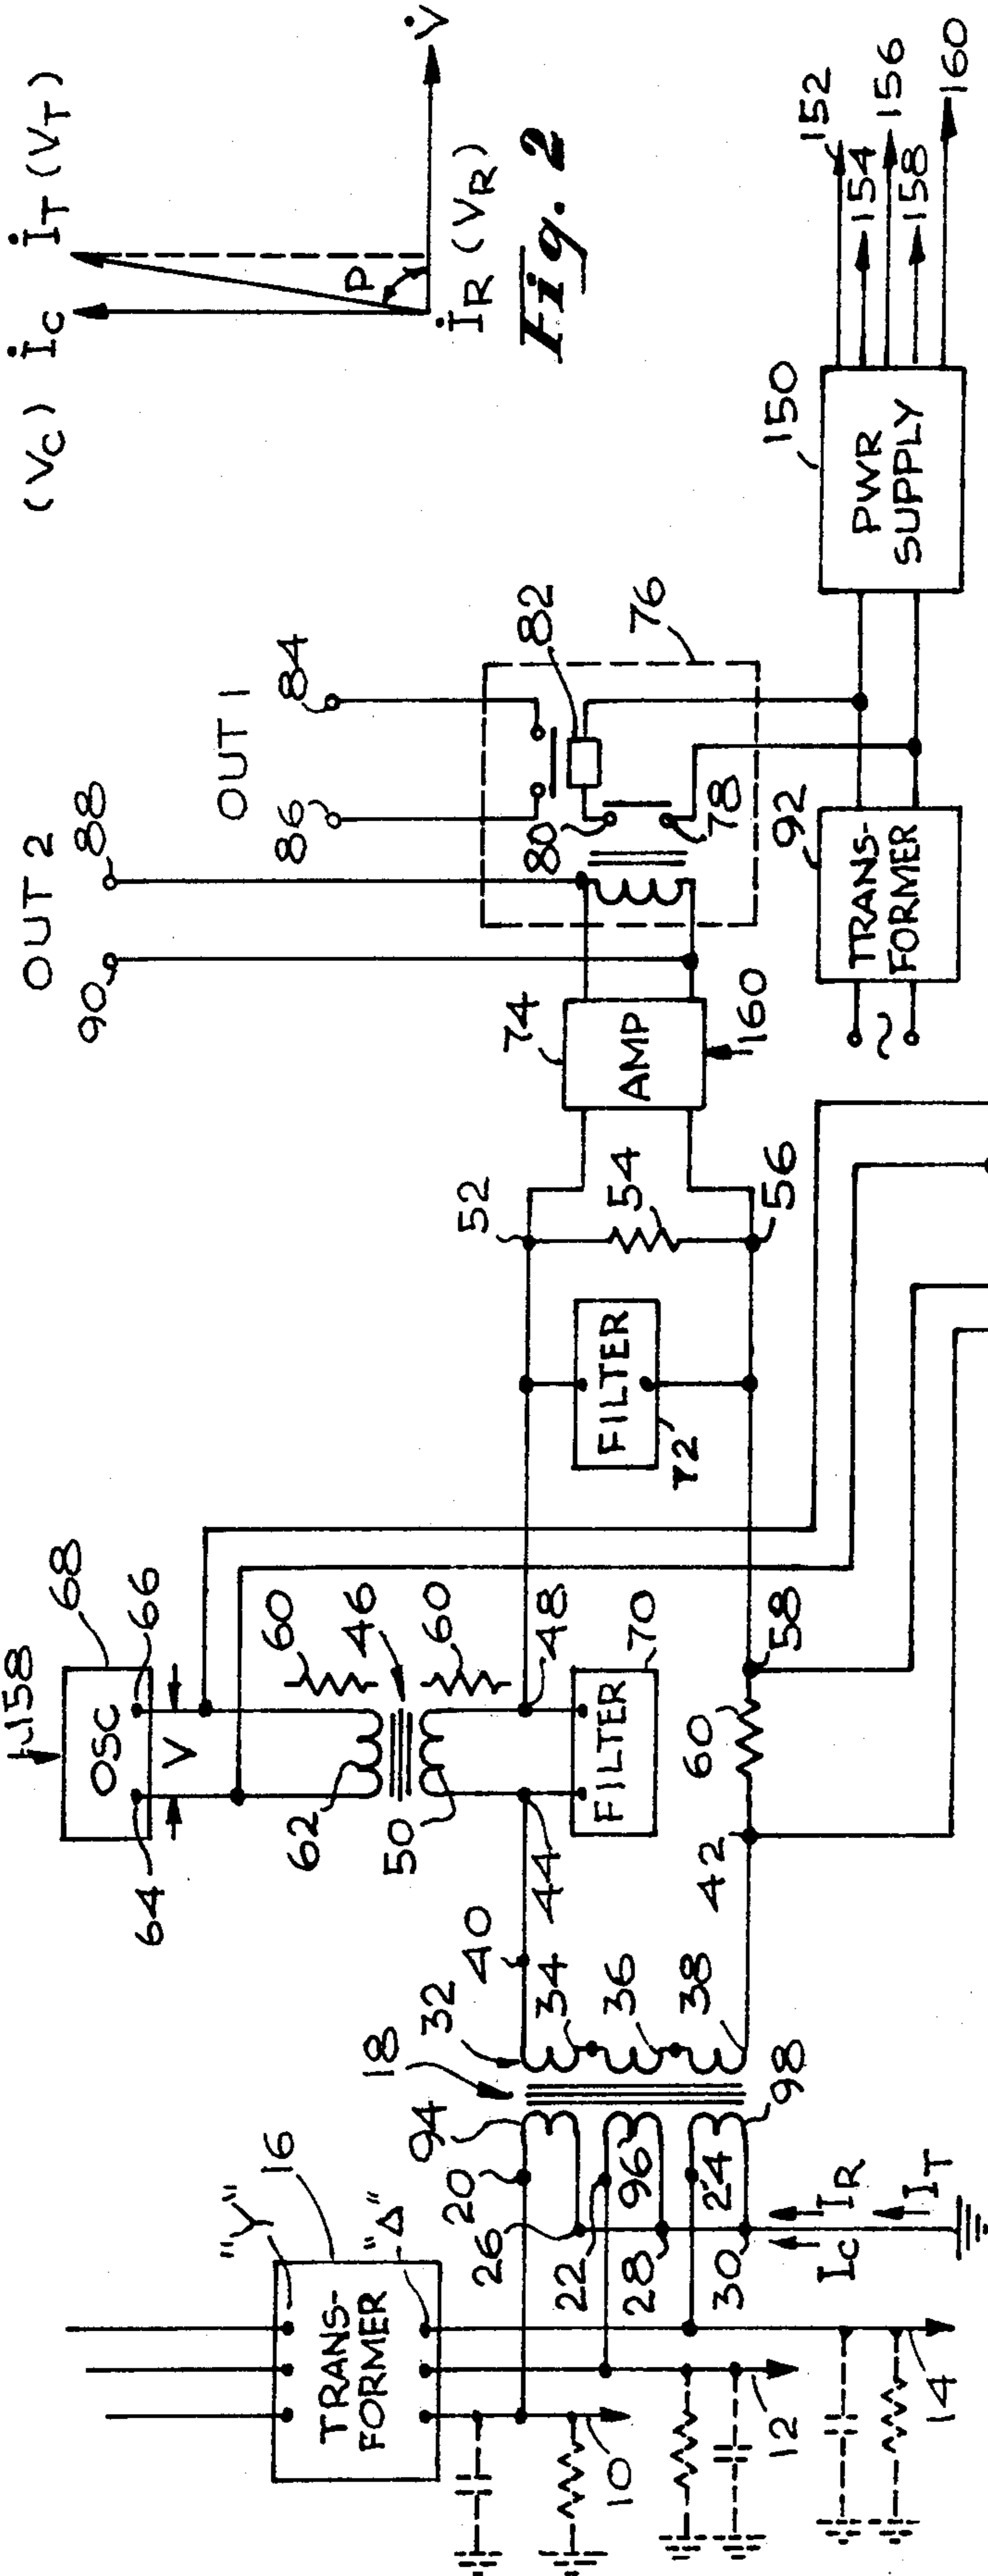 (VC) İC İT (VT)
V̇
P
İR (VR)
Fig. 2
OUT 2
90
88
OUT 1
86
84
82
80
78
76
74
AMP
160
TRANS-
FORMER
92
~
PWR
SUPPLY
150
152
154
156
158
160
158
OSC
68
64
66
V
60
46
60
62
50
44
48
FILTER
70
60
42
58
FILTER
72
52
54
56
"Y"
16
TRANS-
FORMER
"Δ"
18
32
94
20
26
22
96
28
24
30
98
34
36
38
40
IC
IR
IT
10
12
14